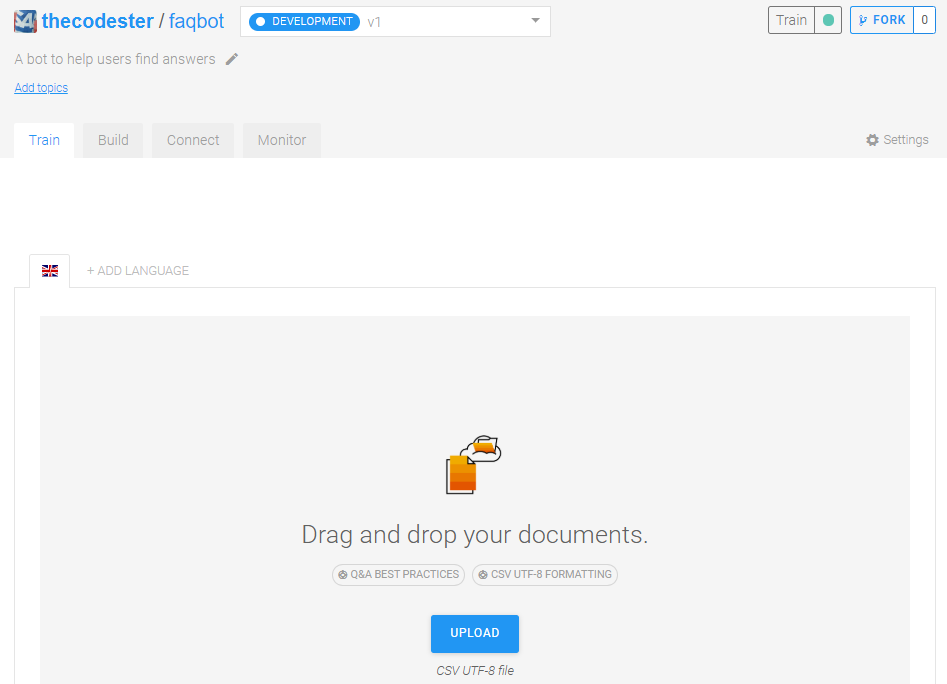 thecodester / faqbot
DEVELOPMENT v1
Train
FORK 0
A bot to help users find answers
Add topics
Train Build Connect Monitor
Settings
+ ADD LANGUAGE
Drag and drop your documents.
Q&A BEST PRACTICES CSV UTF-8 FORMATTING
UPLOAD
CSV UTF-8 file